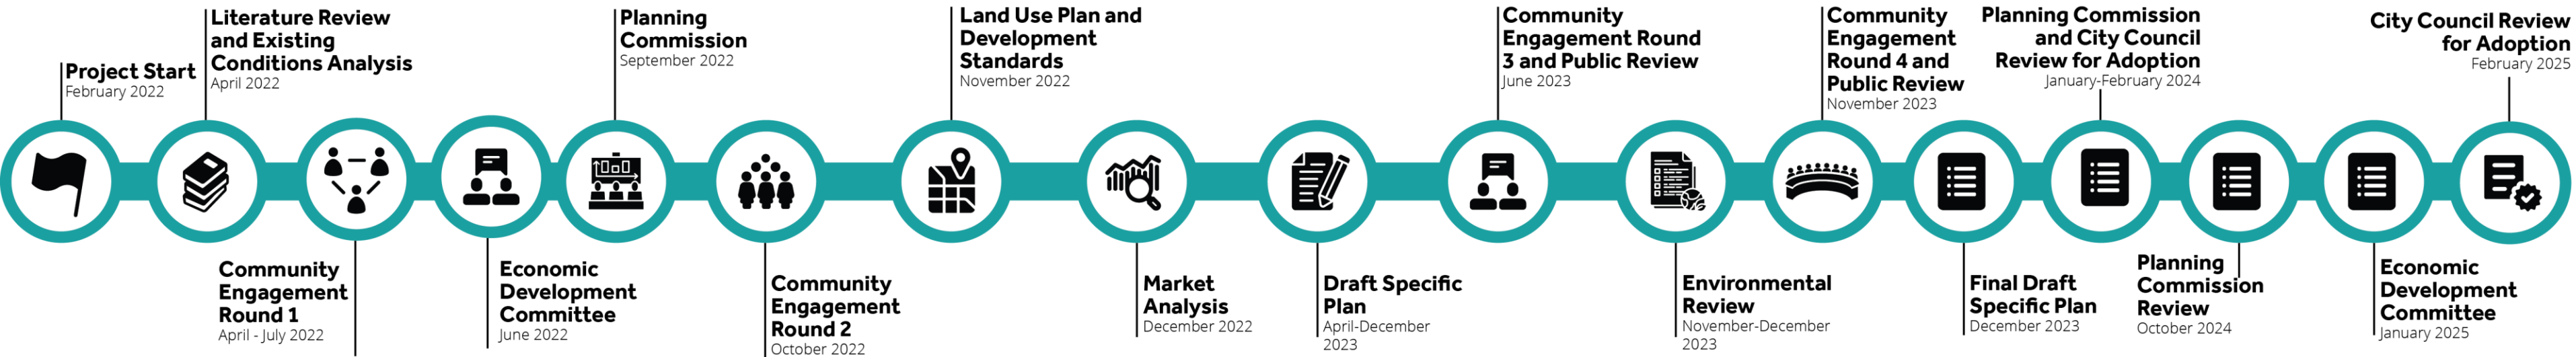 Project Start
February 2022
Literature Review
and Existing
Conditions Analysis
April 2022
Community
Engagement
Round 1
April - July 2022
Economic
Development
Committee
June 2022
Planning
Commission
September 2022
Community
Engagement
Round 2
October 2022
Land Use Plan and
Development
Standards
November 2022
Market
Analysis
December 2022
Draft Specific
Plan
April-December
2023
Community
Engagement Round
3 and Public Review
June 2023
Environmental
Review
November-December
2023
Community
Engagement
Round 4 and
Public Review
November 2023
Final Draft
Specific Plan
December 2023
Planning Commission
and City Council
Review for Adoption
January-February 2024
Planning
Commission
Review
October 2024
Economic
Development
Committee
January 2025
City Council Review
for Adoption
February 2025